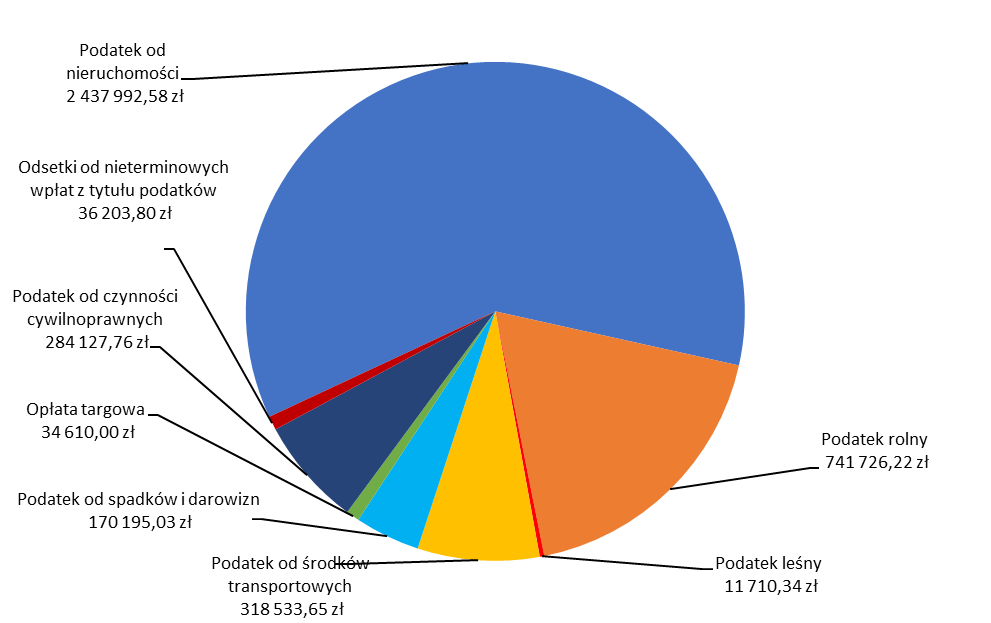 Podatek od
nieruchomości
2 437 992,58 zł
Odsetki od nieterminowych
wpłat z tytułu podatków
36 203,80 zł
Podatek od czynności
cywilnoprawnych
284 127,76 zł
Opłata targowa
34 610,00 zł
Podatek od spadków i darowizn
170 195,03 zł
Podatek od środków
transportowych
318 533,65 zł
Podatek leśny
11 710,34 zł
Podatek rolny
741 726,22 zł